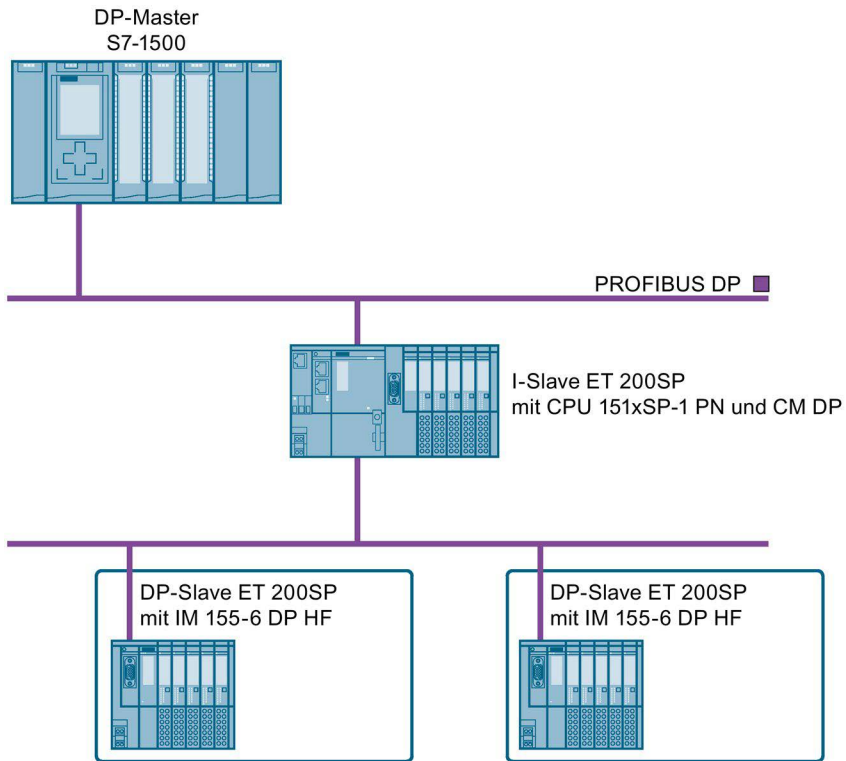 DP-Master
S7-1500
PROFIBUS DP
I-Slave ET 200SP
mit CPU 151xSP-1 PN und CM DP
DP-Slave ET 200SP
mit IM 155-6 DP HF
DP-Slave ET 200SP
mit IM 155-6 DP HF